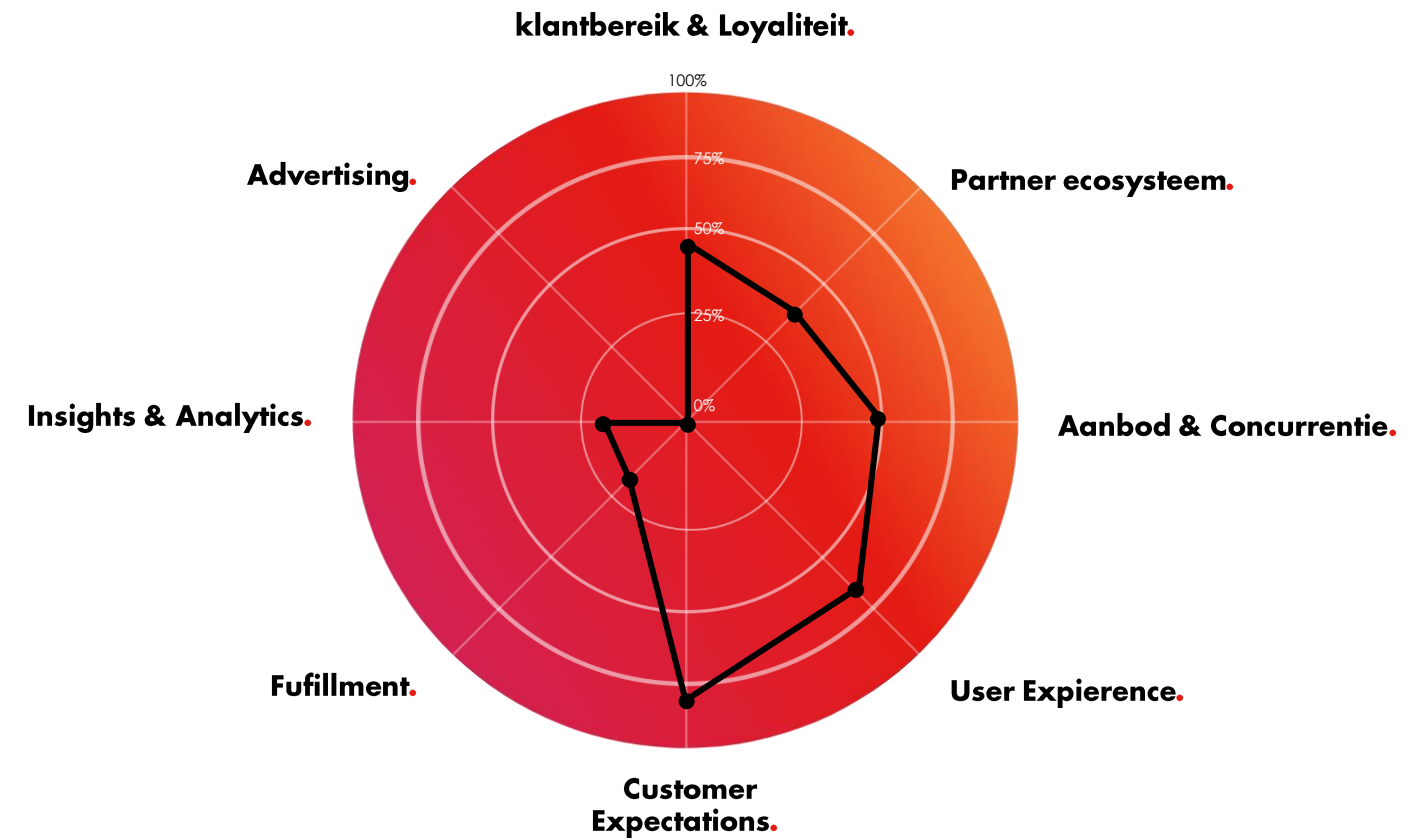 klantbereik & Loyaliteit.
100%
75%
Advertising.
Partner ecosysteem.
50%
25%
0%
Insights & Analytics.
Aanbod & Concurrentie.
Fufillment.
User Expierence.
Customer
Expectations.